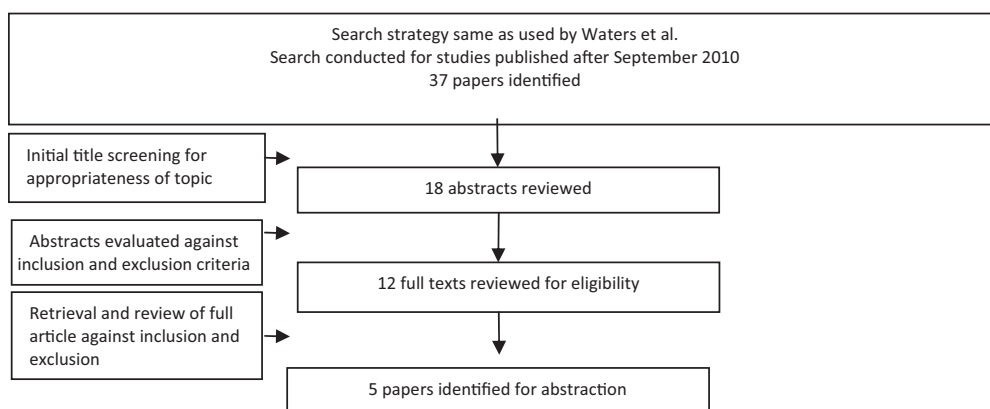 Search strategy same as used by Waters et al.
Search conducted for studies published after September 2010
37 papers identified
Initial title screening for
appropriateness of topic
18 abstracts reviewed
Abstracts evaluated against
inclusion and exclusion criteria
12 full texts reviewed for eligibility
Retrieval and review of full
article against inclusion and
exclusion
5 papers identified for abstraction